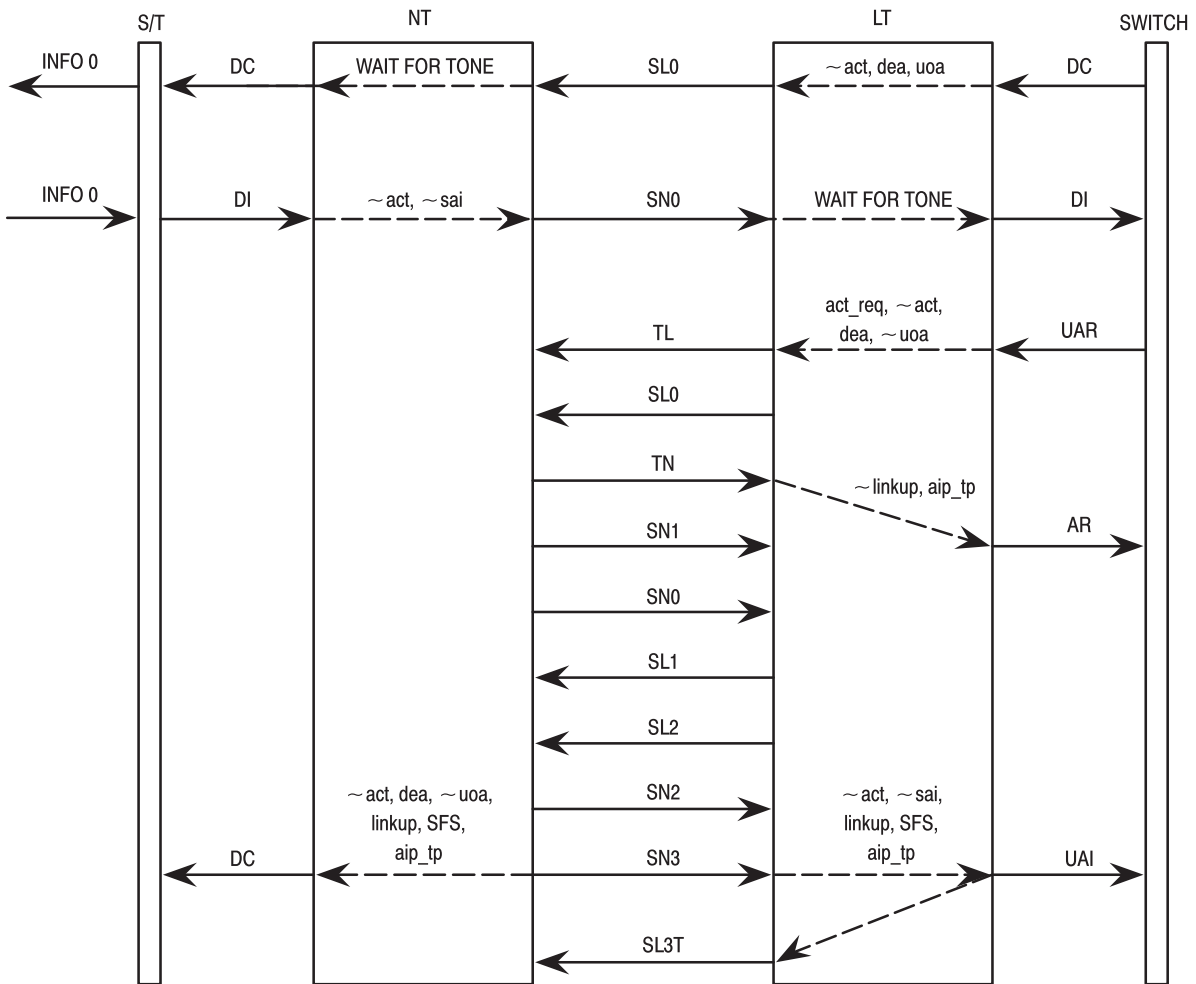 S/T NT LT SWITCH
INFO 0 DC WAIT FOR TONE SL0 ~act, dea, uoa DC
INFO 0 DI ~act, ~sai SN0 WAIT FOR TONE DI
act_req, ~act,
dea, ~uoa
TL UAR
SL0
TN ~linkup, aip_tp
SN1 AR
SN0
SL1
SL2
~act, dea, ~uoa,
linkup, SFS,
aip_tp
SN2
~act, ~sai,
linkup, SFS,
aip_tp
DC SN3 UAI
SL3T